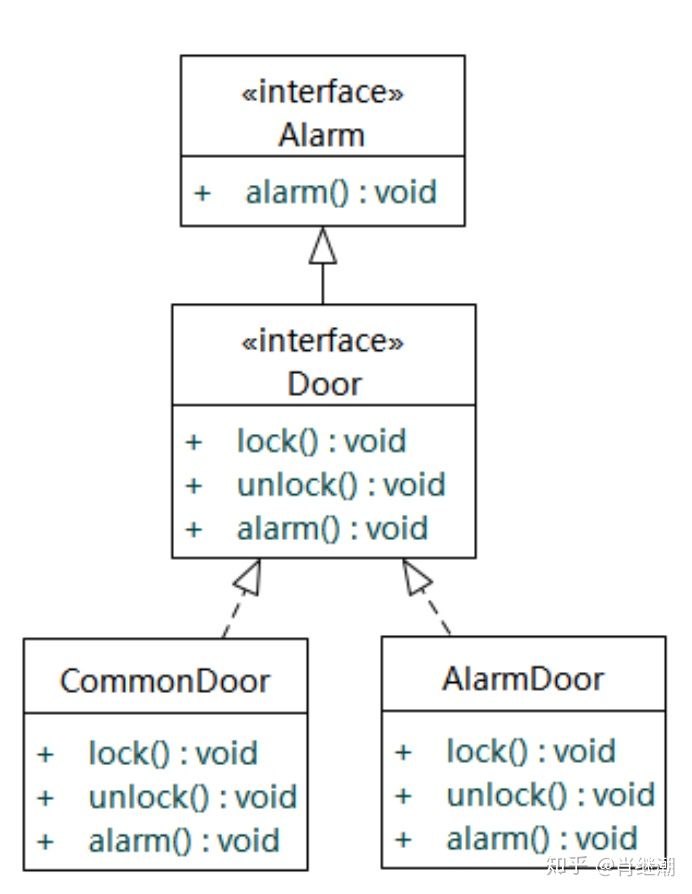 «interface»
Alarm
+ alarm() : void
«interface»
Door
+ lock() : void
+ unlock() : void
+ alarm() : void
CommonDoor
+ lock() : void
+ unlock() : void
+ alarm() : void
AlarmDoor
+ lock() : void
+ unlock() : void
+ alarm() : void
知乎 @肖继潮